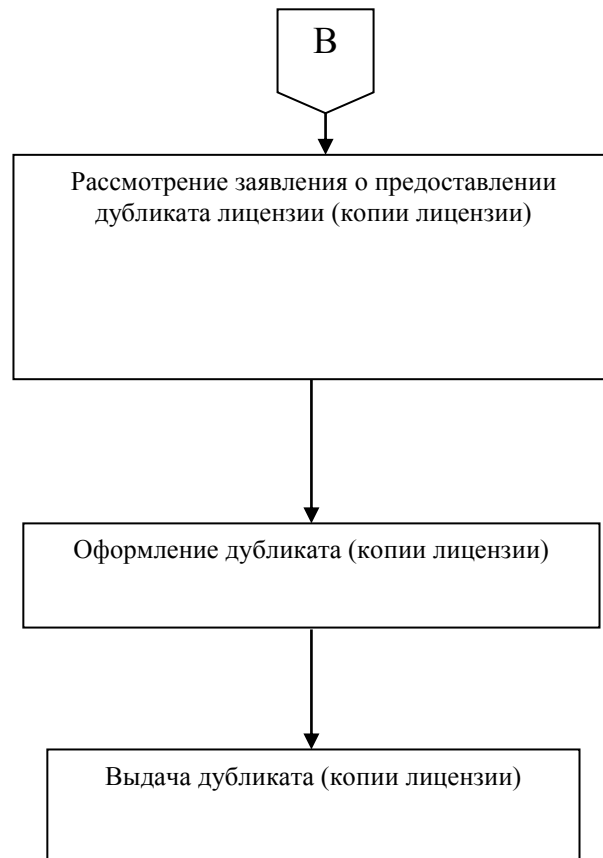 В
Рассмотрение заявления о предоставлении
дубликата лицензии (копии лицензии)
Оформление дубликата (копии лицензии)
Выдача дубликата (копии лицензии)